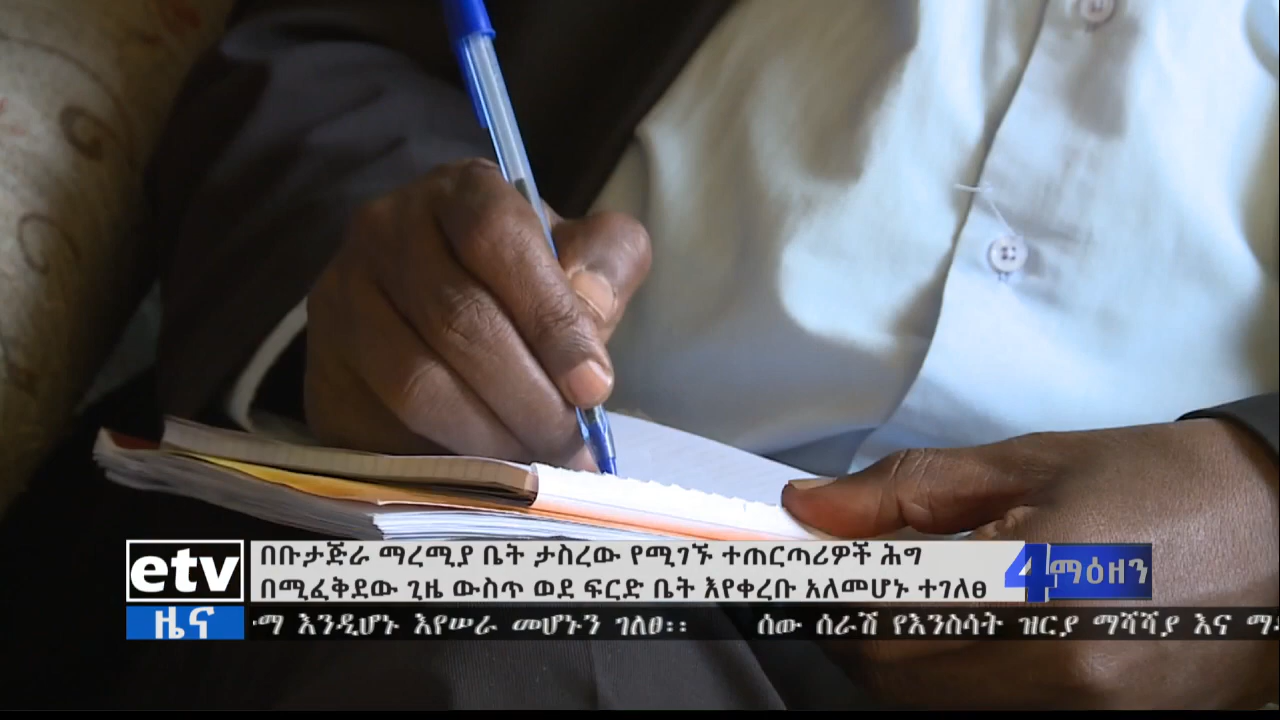 etv
ዜና
በቡታጅራ ማረሚያ ቤት ታስረው የሚገኙ ተጠርጣሪዎች ሕግ
በሚፈቅደው ጊዜ ውስጥ ወደ ፍርድ ቤት እየቀረቡ አለመሆኑ ተገለፀ
4 ማዕዘን
ማ እንዲሆኑ እየሠራ መሆኑን ገለፀ፡፡ ሰው ሰራሽ የእንስሳት ዝርያ ማሻሻያ እና